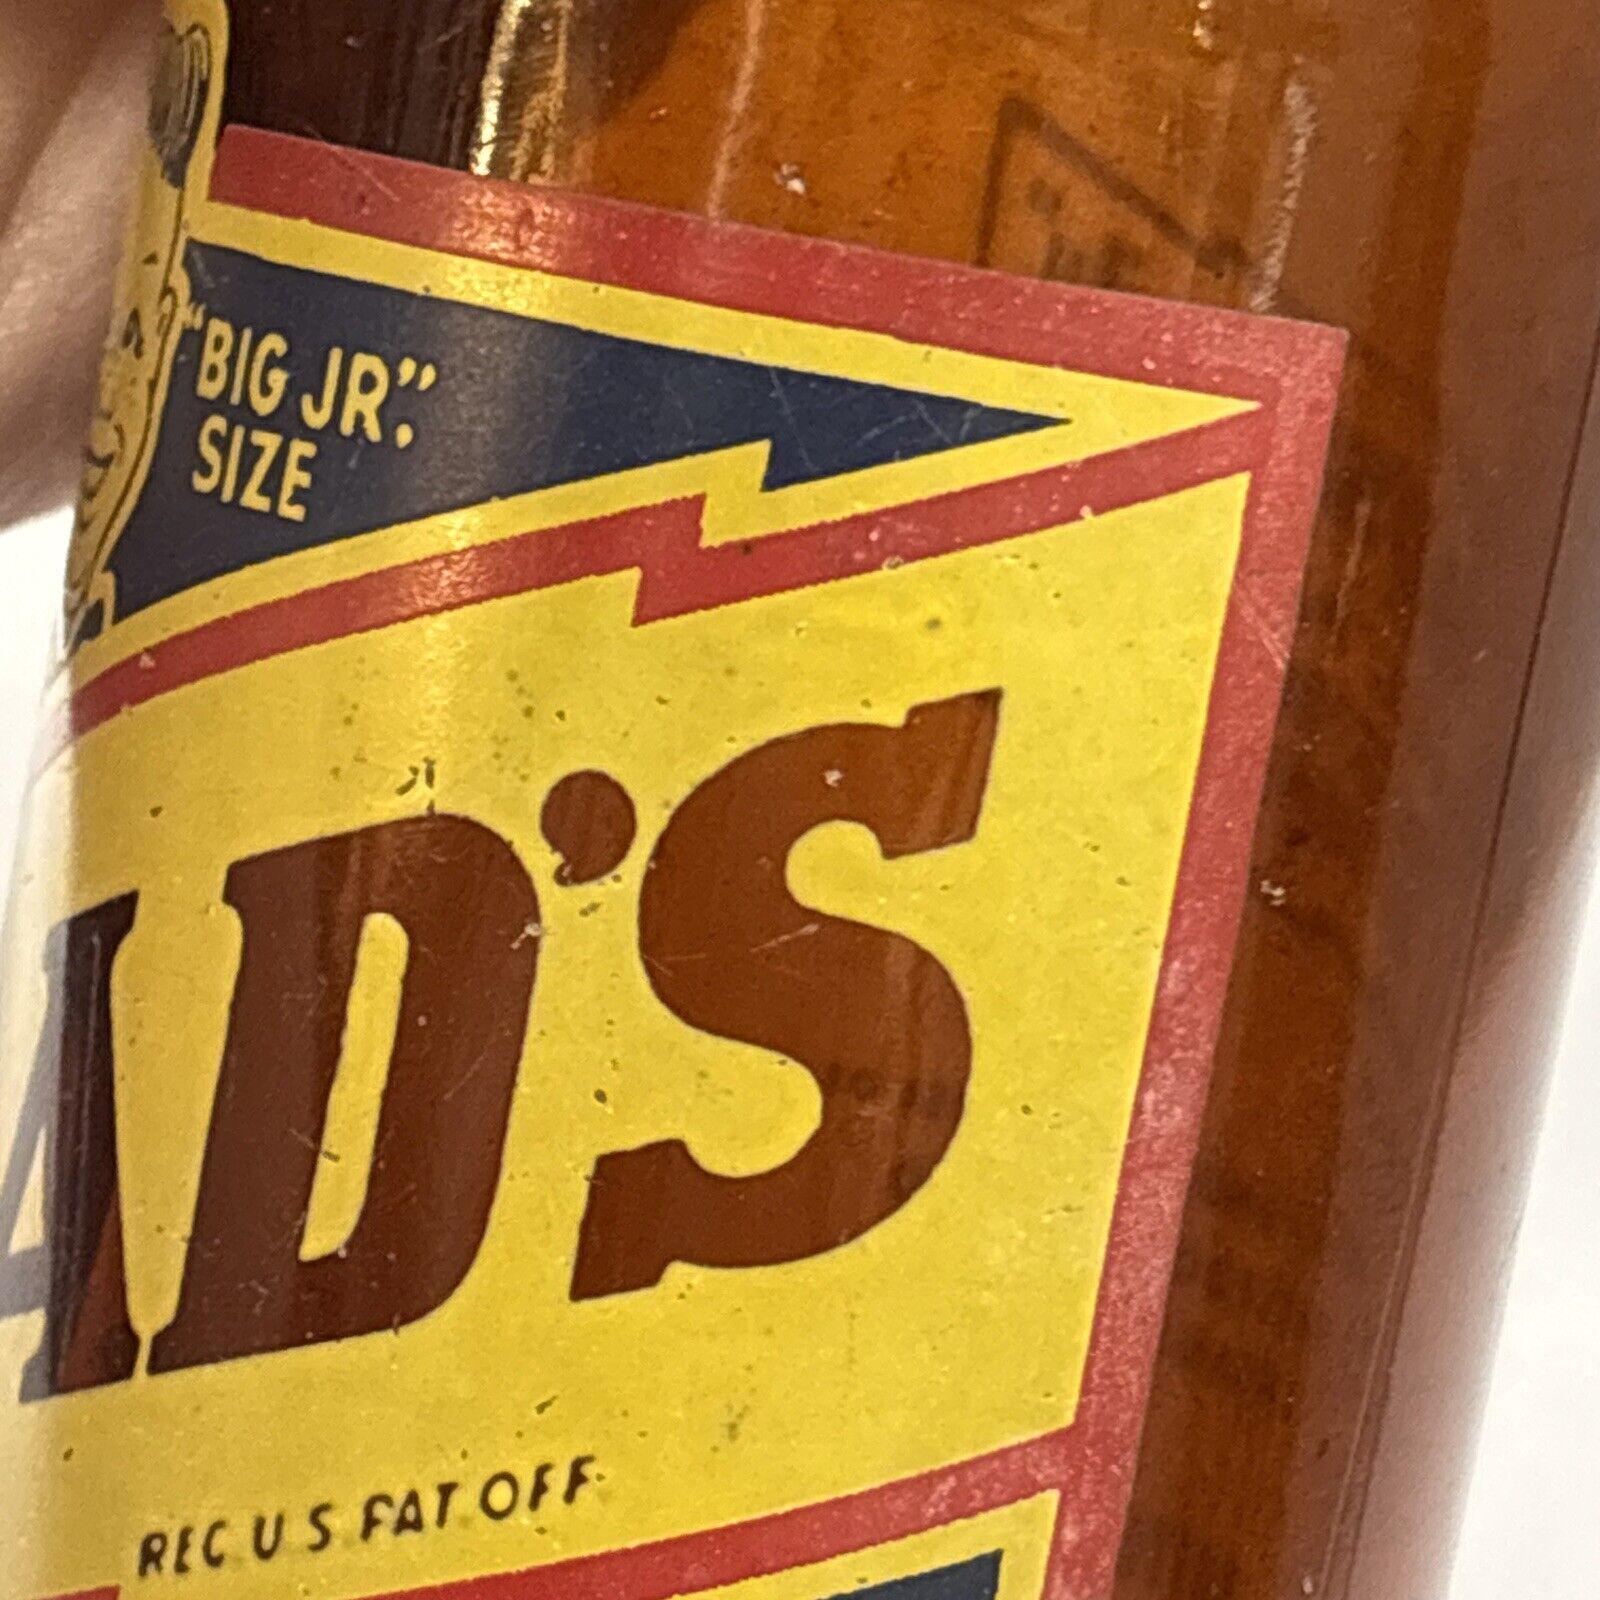 "BIG JR."
SIZE
AD'S
REG U S PAT OFF.